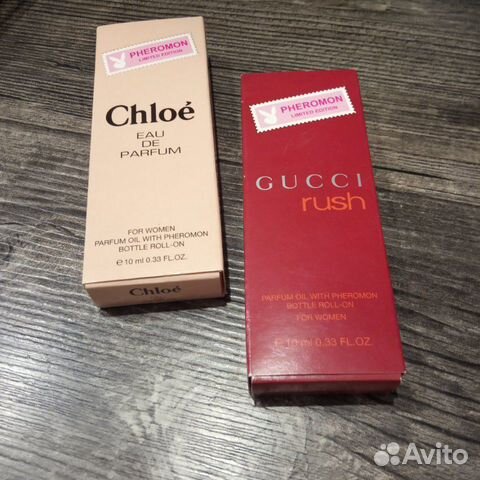 PHEROMON
LIMITED EDITION
Chloé
EAU
DE
PARFUM
FOR WOMEN
PARFUM OIL WITH PHEROMON
BOTTLE ROLL-ON
e 10 ml 0.33 FL.OZ.
Chloé
PHEROMON
LIMITED EDITION
GUCCI
rush
PARFUM OIL WITH PHEROMON
BOTTLE ROLL-ON
FOR WOMEN
e 10 ml 0.33 FL.OZ.
Avito